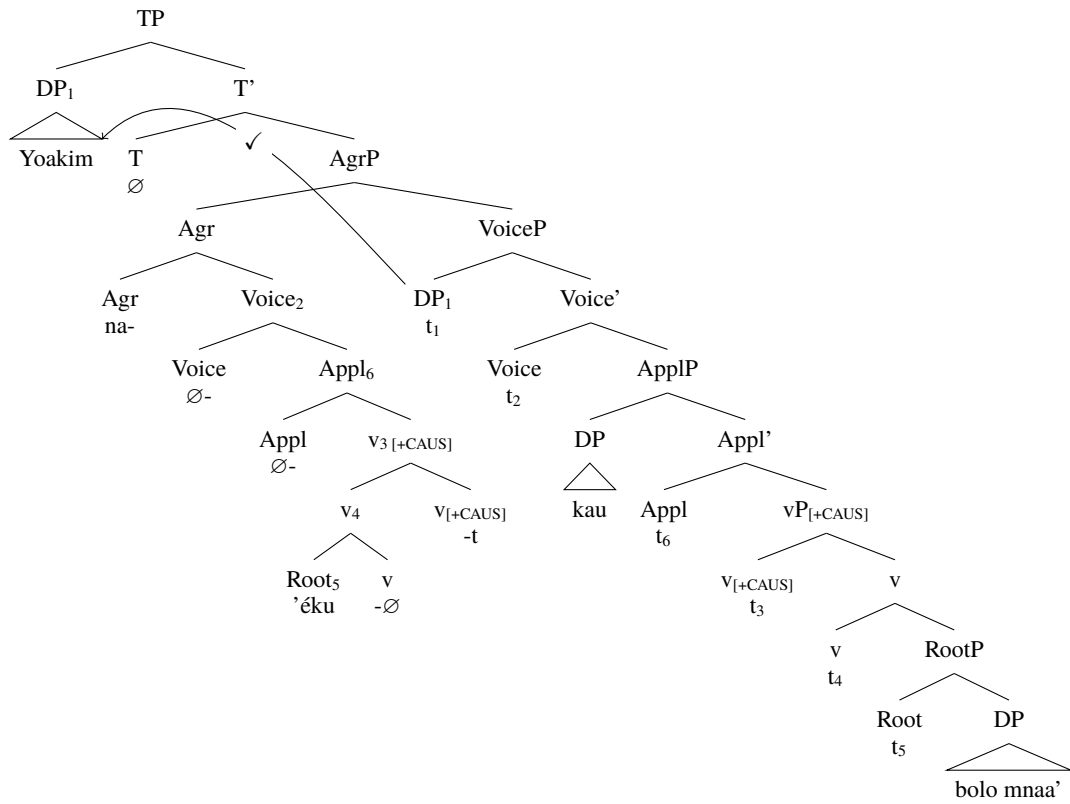 TP
DP₁ T’
Yoakim T ✓ AgrP
∅
Agr VoiceP
Agr Voice₂ DP₁ Voice’
na- t₁
Voice Appl₆ Voice ApplP
∅- t₂
Appl v₃ [+CAUS] DP Appl’
∅-
v₄ v[+CAUS] kau Appl vP[+CAUS]
-t t₆
Root₅ v v[+CAUS] v
’éku -∅ t₃
v RootP
t₄
Root DP
t₅
bolo mnaa’